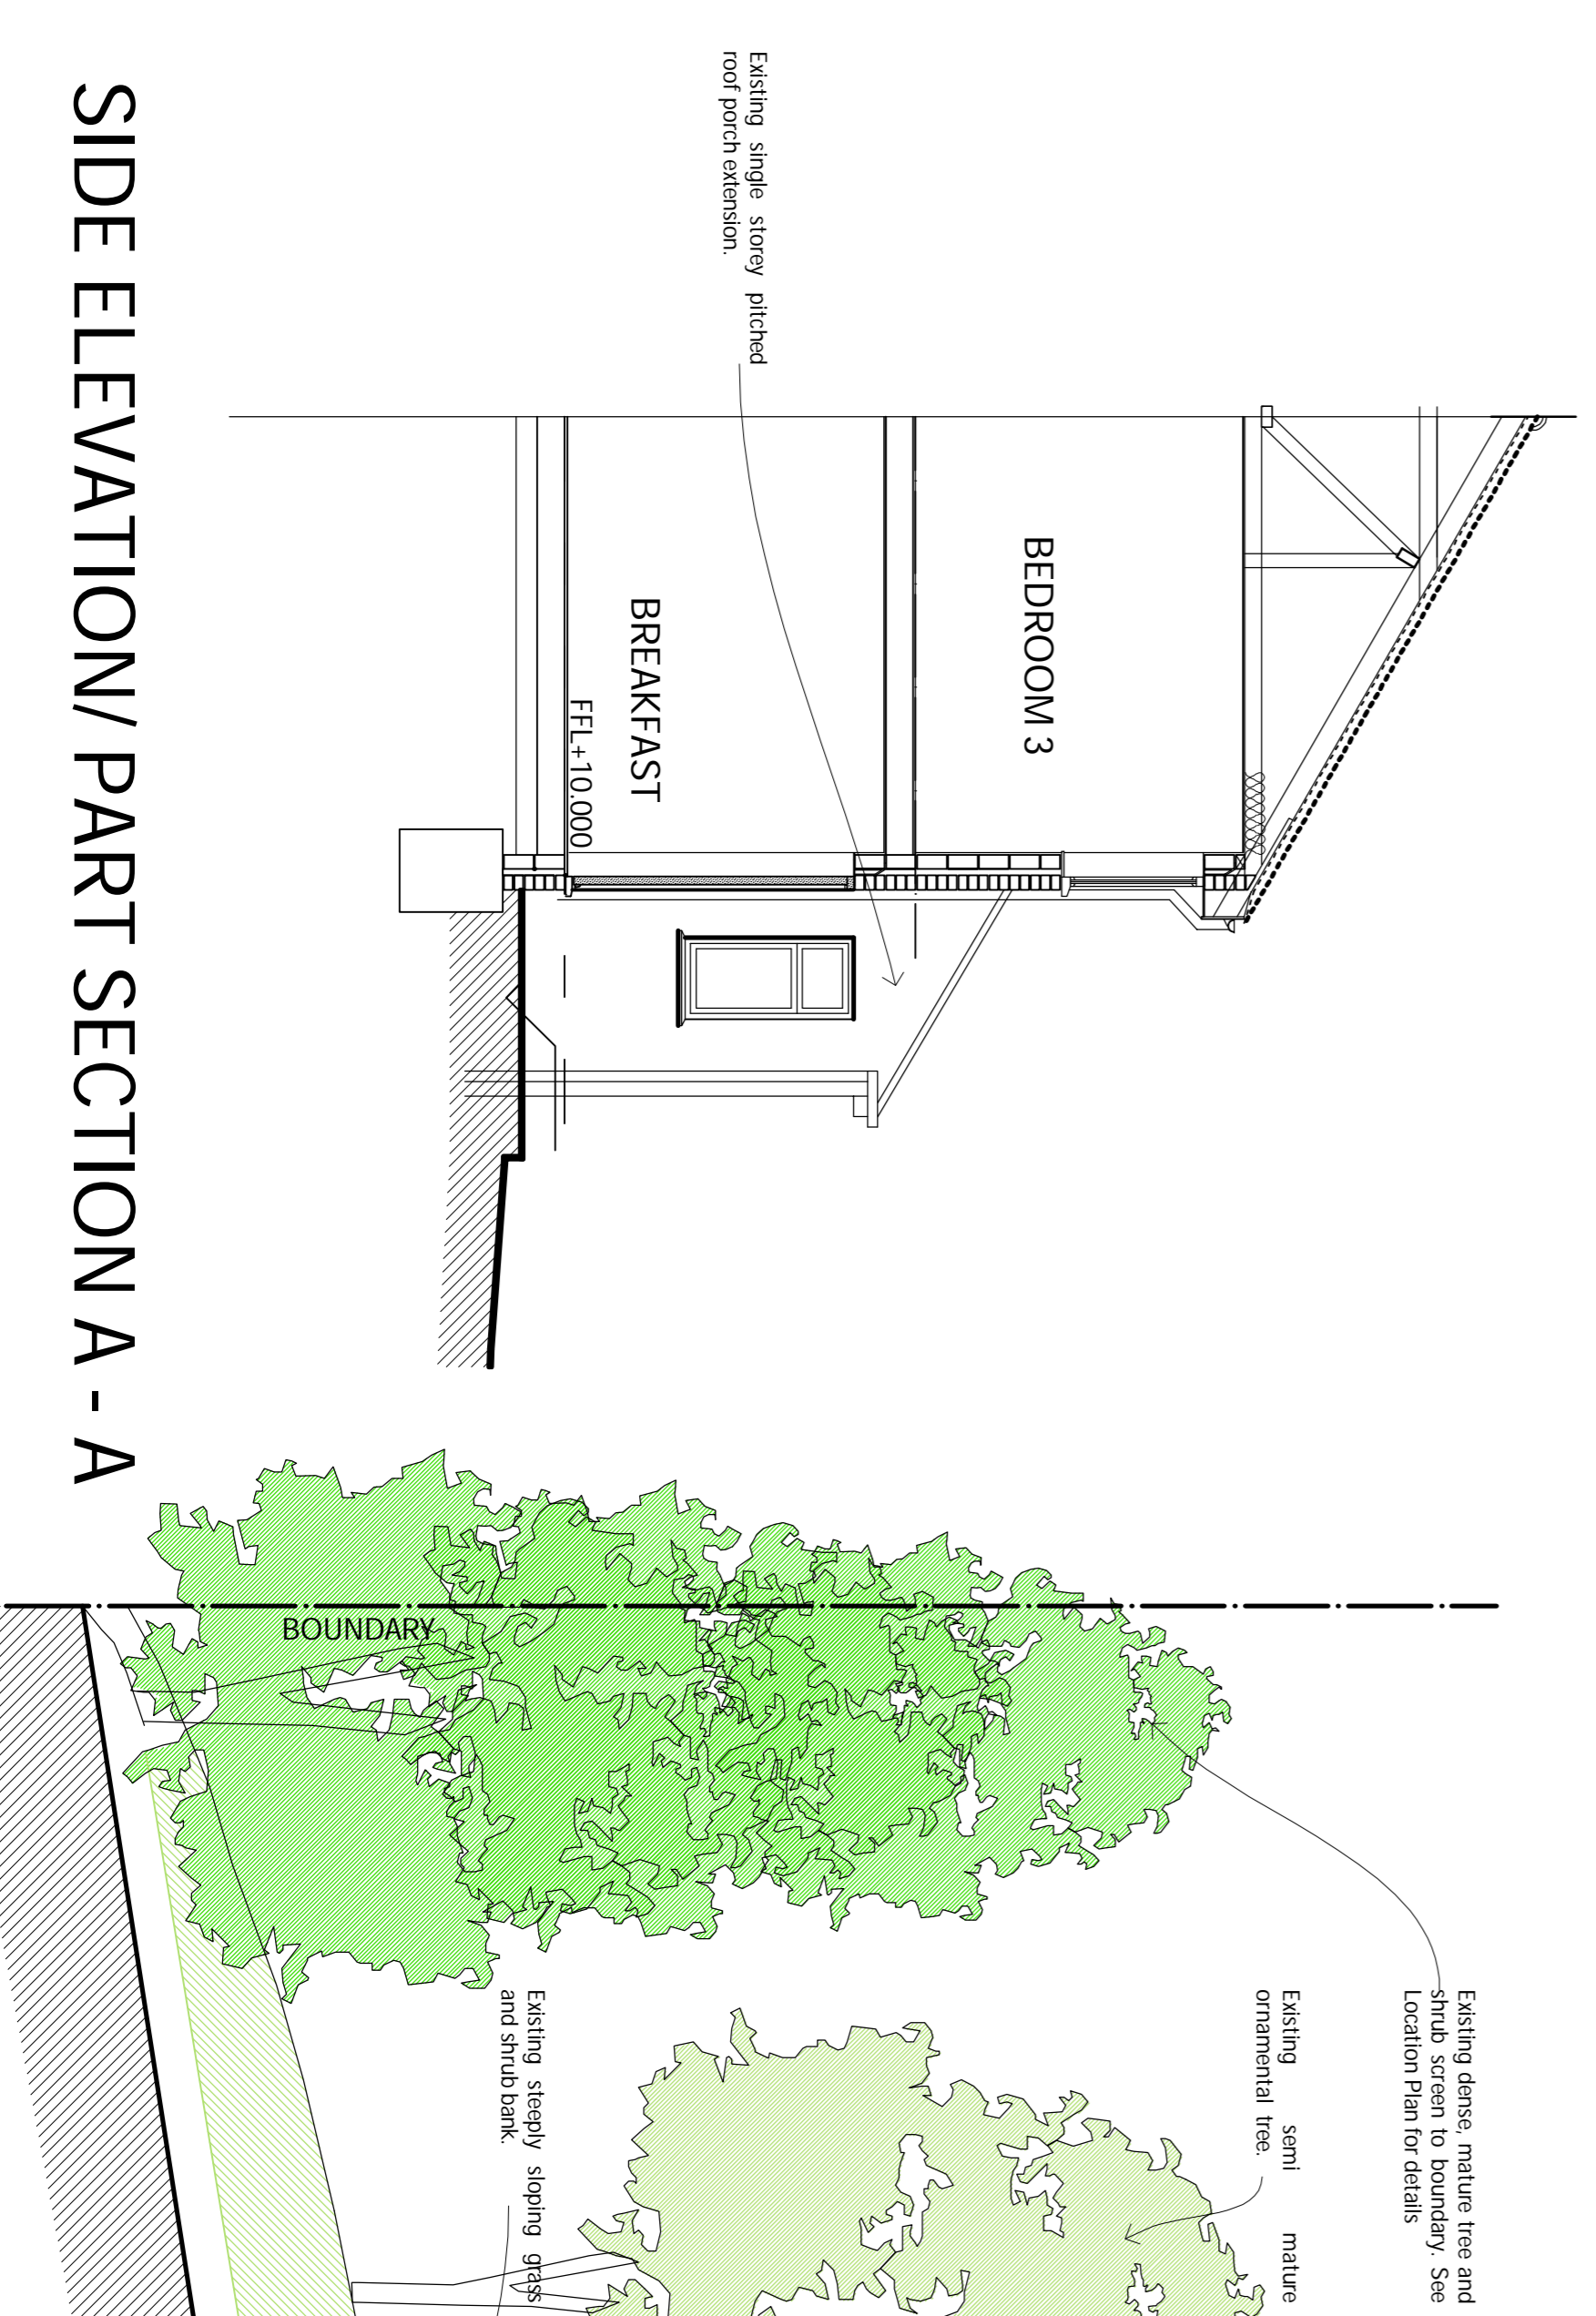 Existing dense, mature tree and
shrub screen to boundary. See
Location Plan for details
Existing semi mature
ornamental tree.
BEDROOM 3
Existing single storey pitched
roof porch extension.
BREAKFAST
FFL+10.000
Existing steeply sloping grass
and shrub bank.
BOUNDARY
SIDE ELEVATION/ PART SECTION A - A